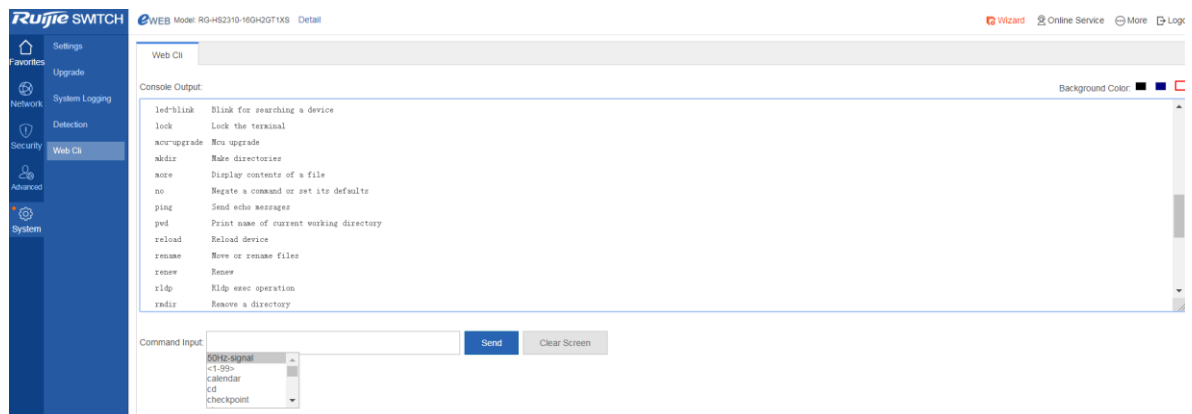 Ruijie SWITCH
eWEB Model: RG-HS2310-16GH2GT1XS Detail
Wizard Online Service More Logo
Favorites
Network
Security
Advanced
System
Settings
Upgrade
System Logging
Detection
Web Cli
Web Cli
Console Output:
Background Color:
led-blink Blink for searching a device
lock Lock the terminal
mcu-upgrade Mcu upgrade
mkdir Make directories
more Display contents of a file
no Negate a command or set its defaults
ping Send echo messages
pwd Print name of current working directory
reload Reload device
rename Move or rename files
renew Renew
rldp Rldp exec operation
rmdir Remove a directory
Command Input:
Send Clear Screen
50Hz-signal
<1-99>
calendar
cd
checkpoint